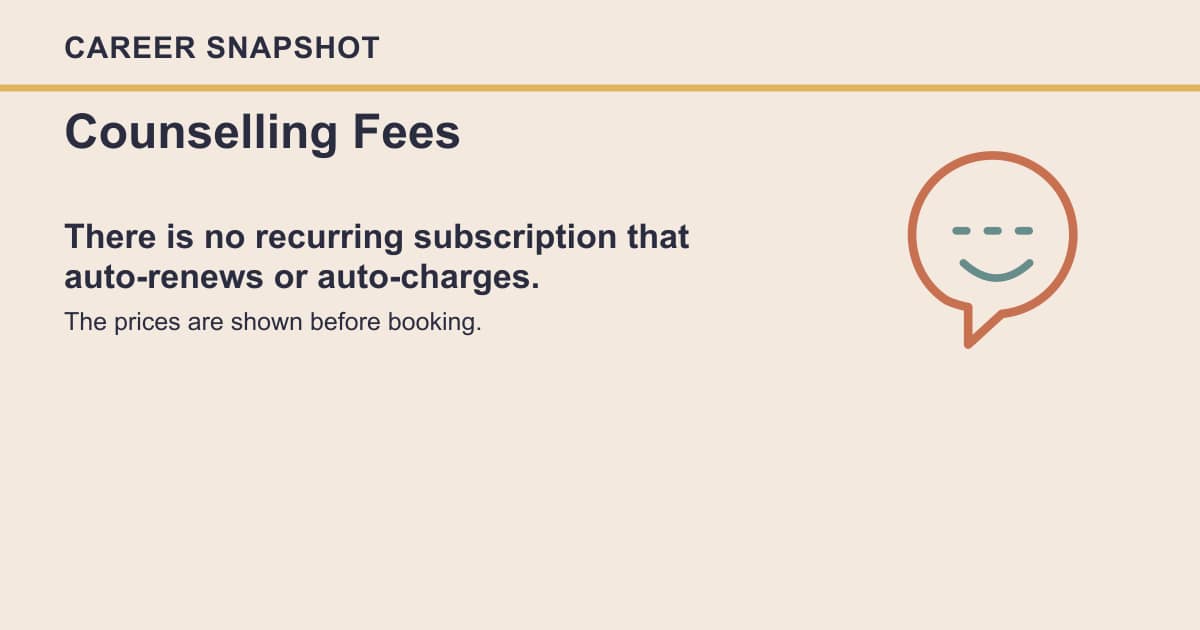 CAREER SNAPSHOT
Counselling Fees
There is no recurring subscription that
auto-renews or auto-charges.
The prices are shown before booking.